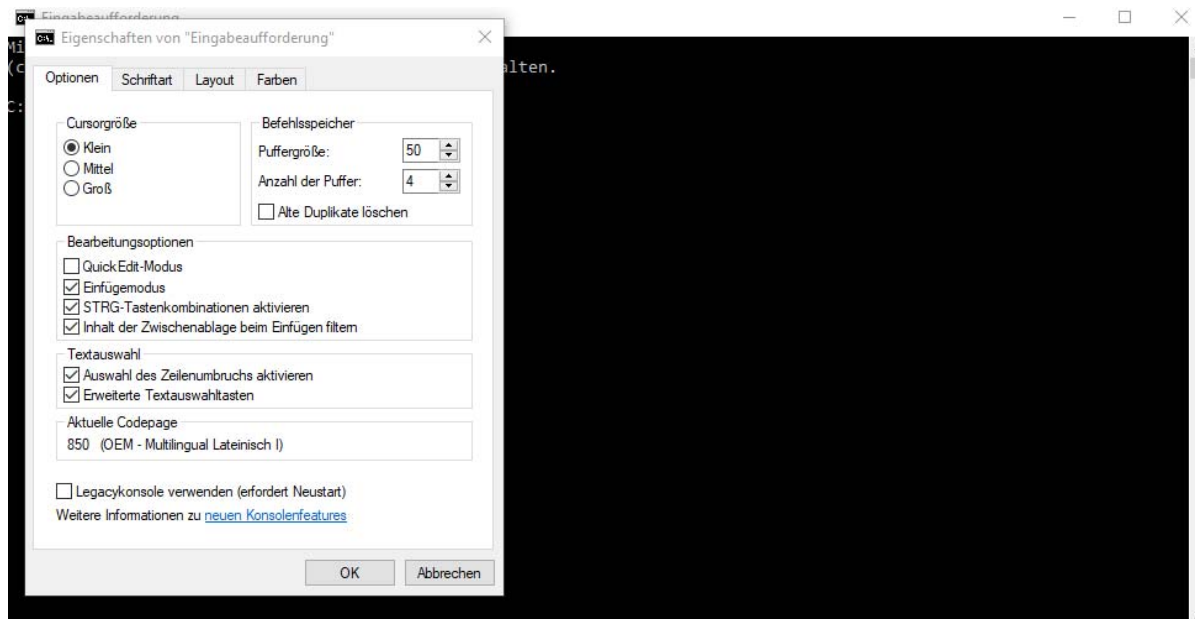 Eingabeaufforderung
Mi
(c
alten.
C:
Eigenschaften von "Eingabeaufforderung"
Optionen Schriftart Layout Farben
Cursorgröße
Klein
Mittel
Groß
Befehlsspeicher
Puffergröße: 50
Anzahl der Puffer: 4
Alte Duplikate löschen
Bearbeitungsoptionen
QuickEdit-Modus
Einfügemodus
STRG-Tastenkombinationen aktivieren
Inhalt der Zwischenablage beim Einfügen filtern
Textauswahl
Auswahl des Zeilenumbruchs aktivieren
Erweiterte Textauswahltasten
Aktuelle Codepage
850 (OEM - Multilingual Lateinisch I)
Legacykonsole verwenden (erfordert Neustart)
Weitere Informationen zu neuen Konsolenfeatures
OK Abbrechen